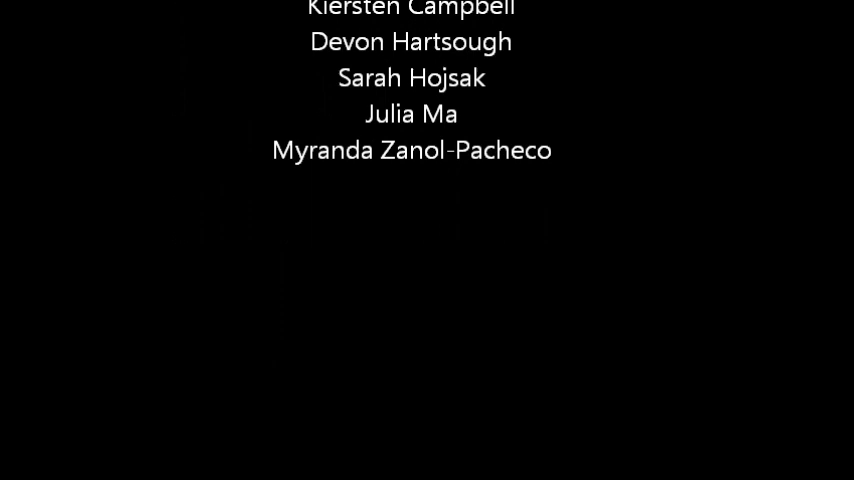 Kiersten Campbell
Devon Hartsough
Sarah Hojsak
Julia Ma
Myranda Zanol-Pacheco